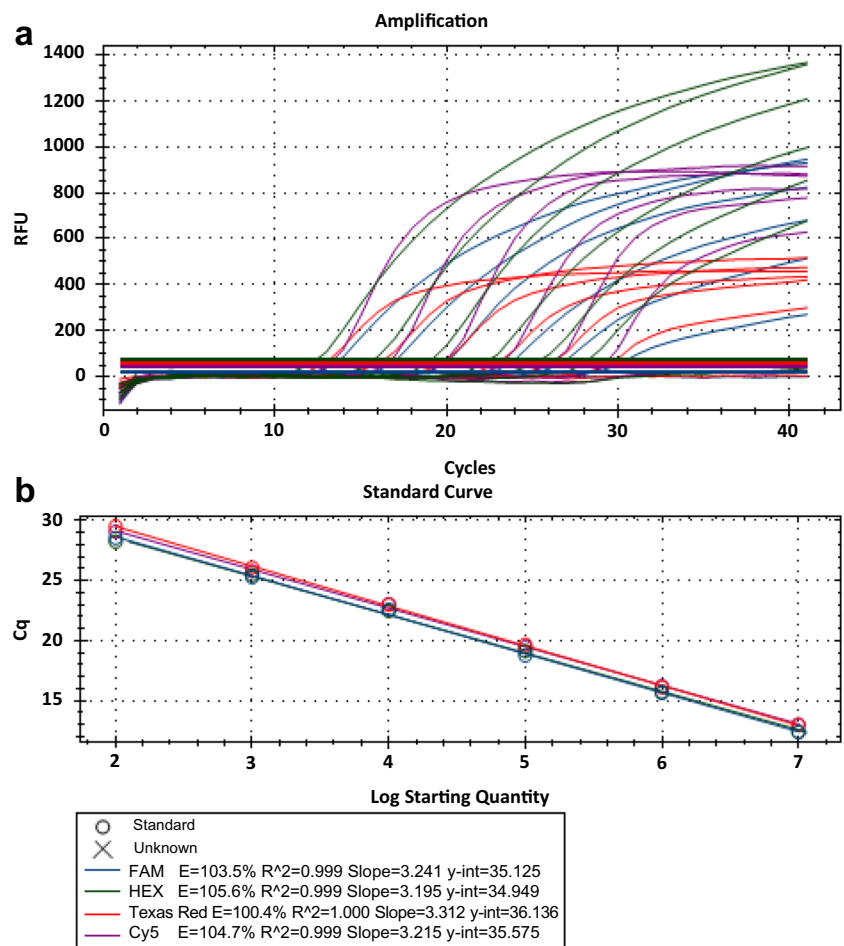 a
Amplification
1400
1200
1000
800
600
400
200
0
RFU
0 10 20 30 40
Cycles
b
Standard Curve
30
25
20
15
Cq
2 3 4 5 6 7
Log Starting Quantity
Standard
Unknown
FAM E=103.5% R^2=0.999 Slope=3.241 y-int=35.125
HEX E=105.6% R^2=0.999 Slope=3.195 y-int=34.949
Texas Red E=100.4% R^2=1.000 Slope=3.312 y-int=36.136
Cy5 E=104.7% R^2=0.999 Slope=3.215 y-int=35.575